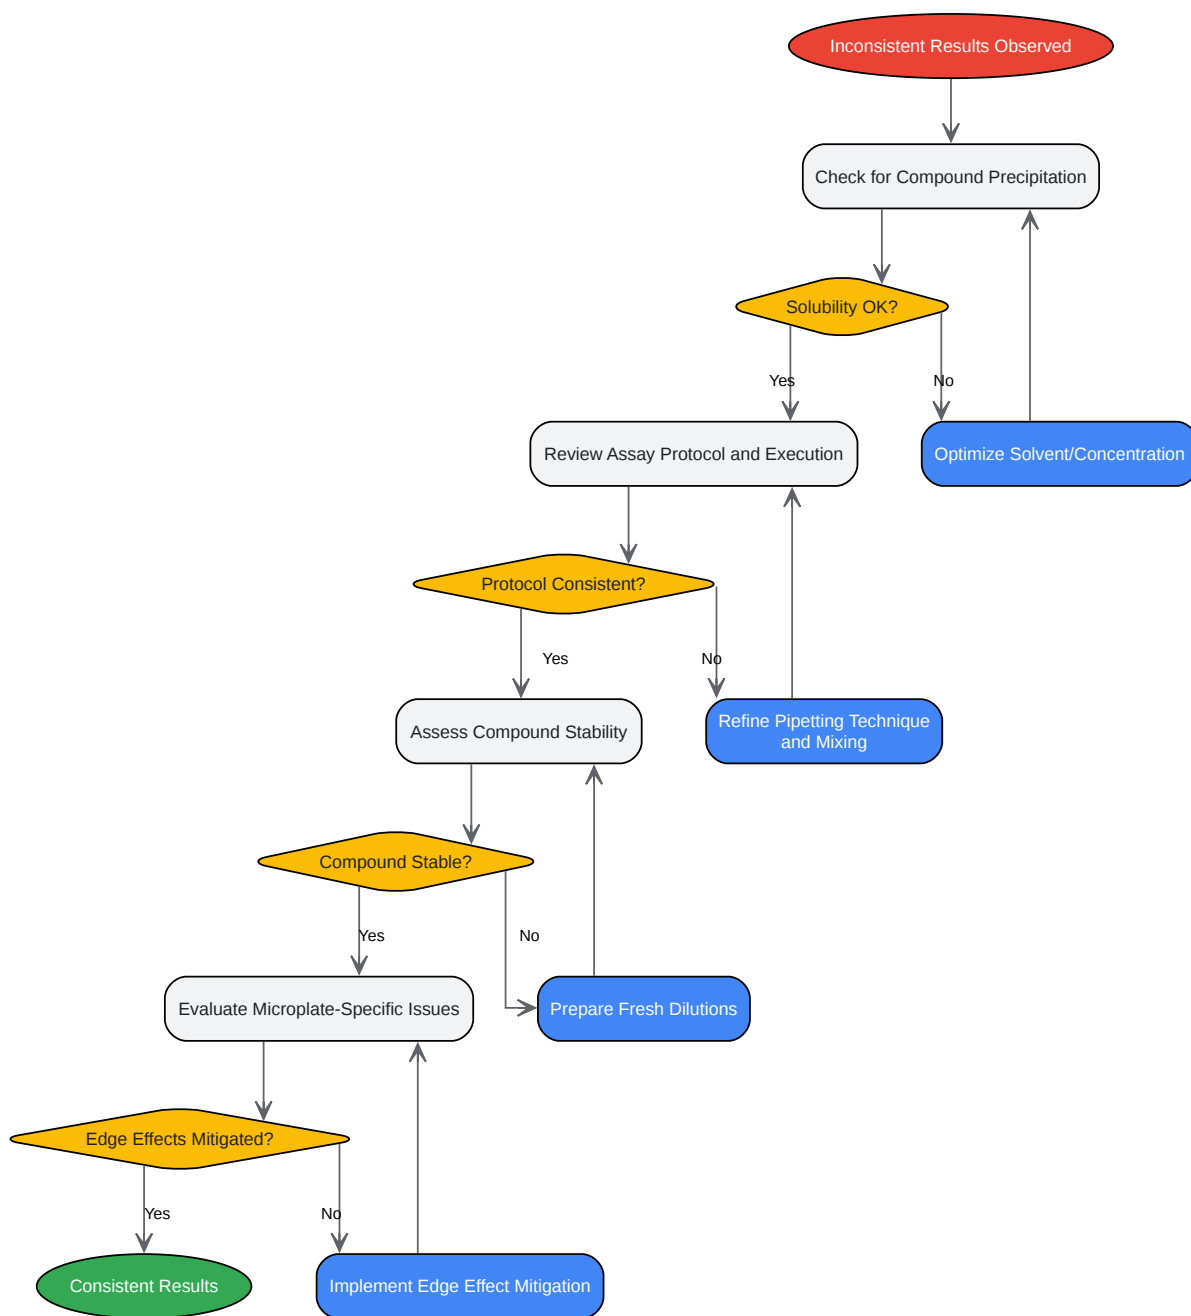 Inconsistent Results Observed
Check for Compound Precipitation
Solubility OK?
Yes
No
Review Assay Protocol and Execution
Optimize Solvent/Concentration
Protocol Consistent?
Yes
No
Assess Compound Stability
Refine Pipetting Technique
and Mixing
Compound Stable?
Yes
No
Evaluate Microplate-Specific Issues
Prepare Fresh Dilutions
Edge Effects Mitigated?
Yes
No
Consistent Results
Implement Edge Effect Mitigation